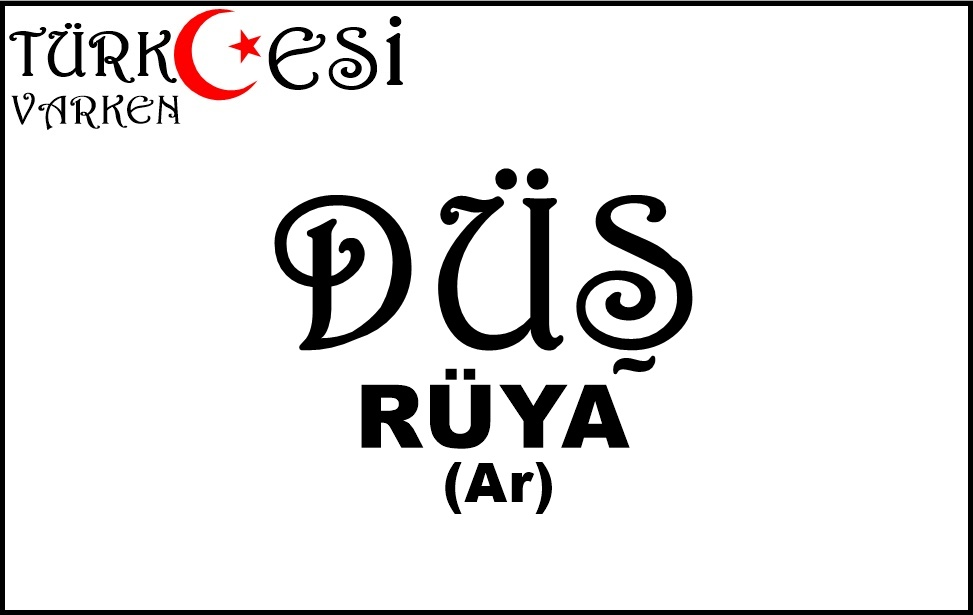 TÜRKÇESİ
VARKEN
DÜŞ
RÜYA
(Ar)